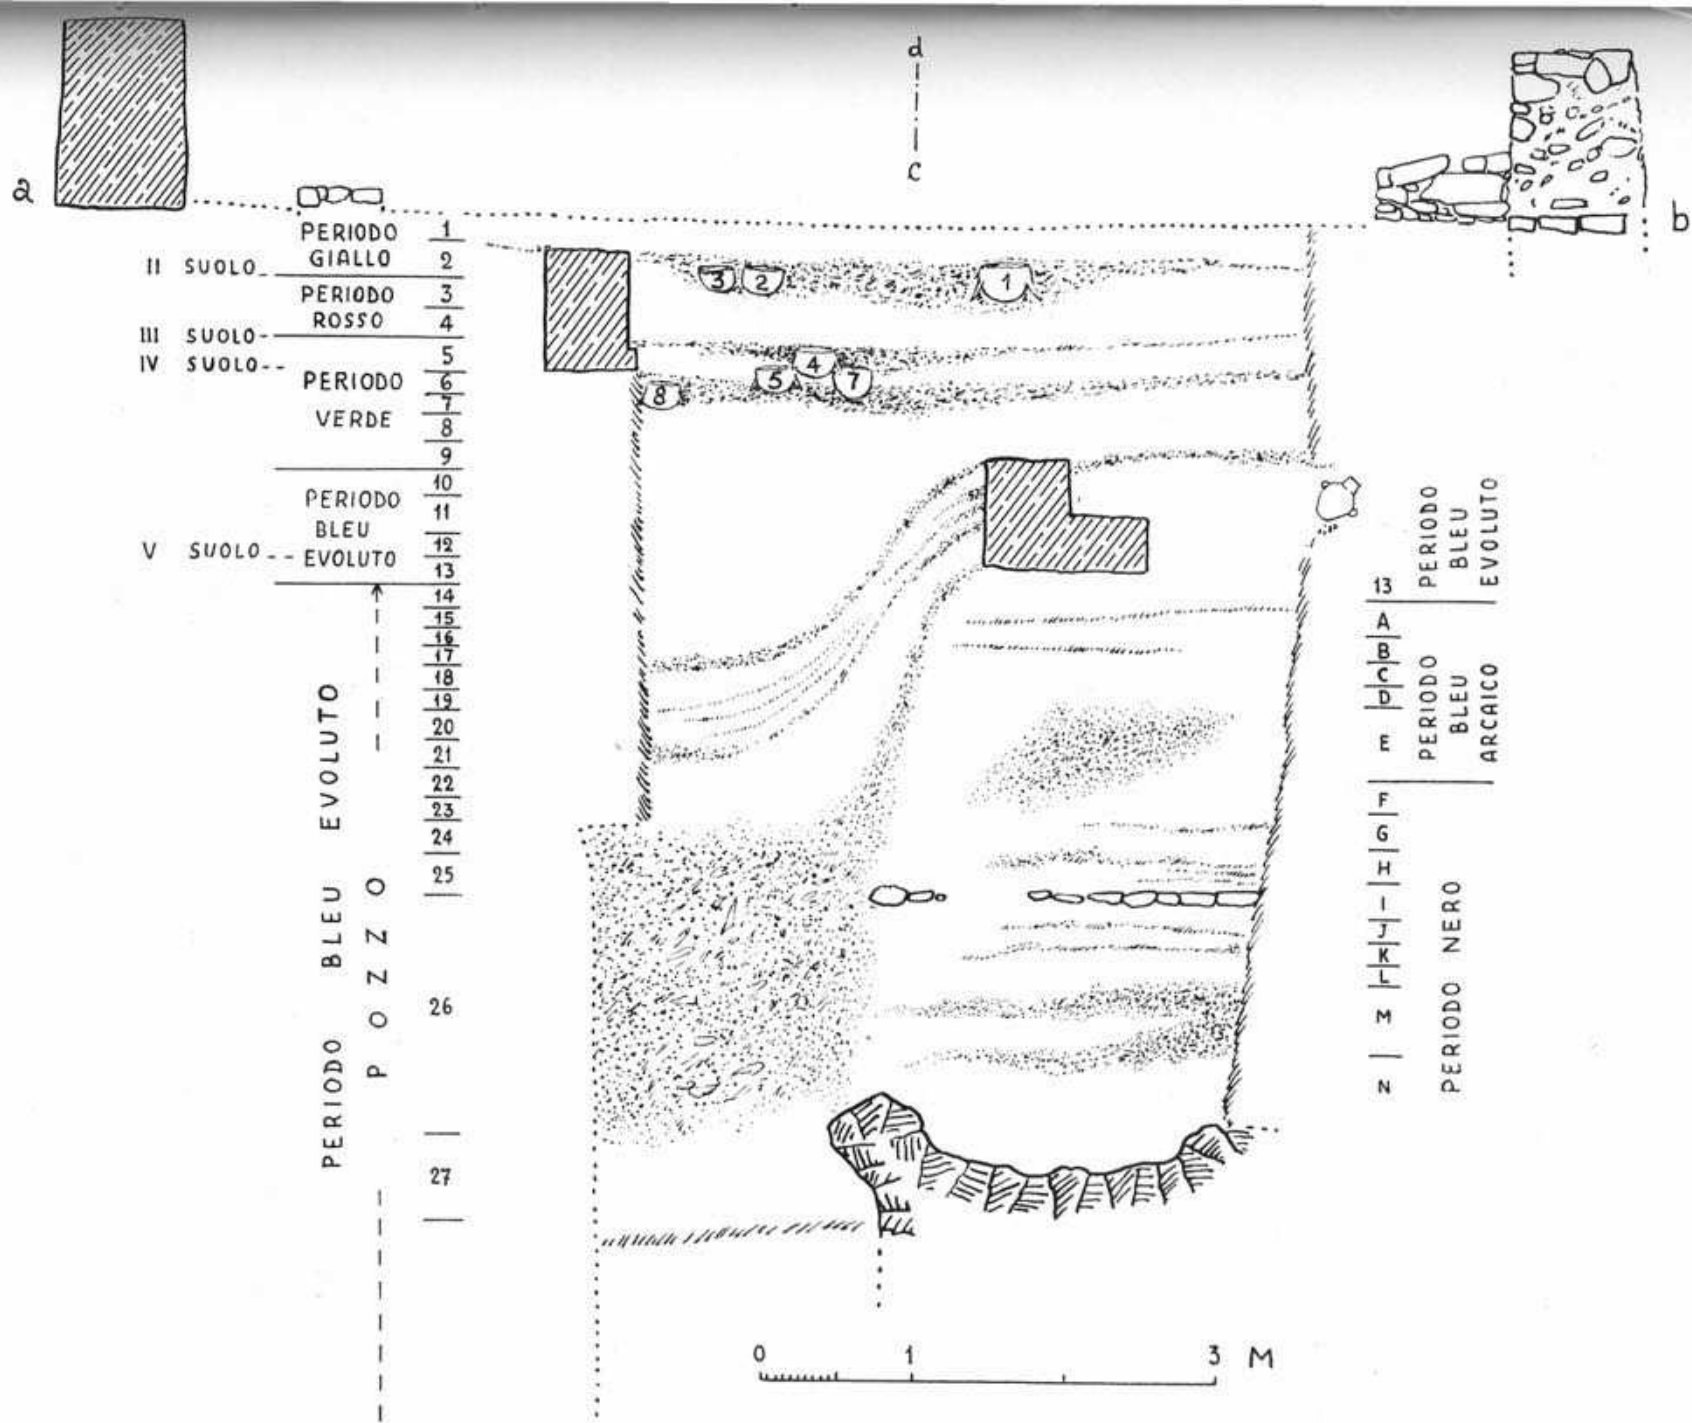 d
c
a
b
PERIODO
GIALLO
II SUOLO
PERIODO
ROSSO
III SUOLO
IV SUOLO
PERIODO
VERDE
PERIODO
BLEU
V SUOLO
EVOLUTO
PERIODO BLEU EVOLUTO
POZZO
1
2
3
4
5
6
7
8
9
10
11
12
13
14
15
16
17
18
19
20
21
22
23
24
25
26
27
3
2
1
4
5
7
8
13
A
B
C
D
E
F
G
H
I
J
K
L
M
N
PERIODO
BLEU
EVOLUTO
PERIODO
BLEU
ARCAICO
PERIODO NERO
0 1 3 M